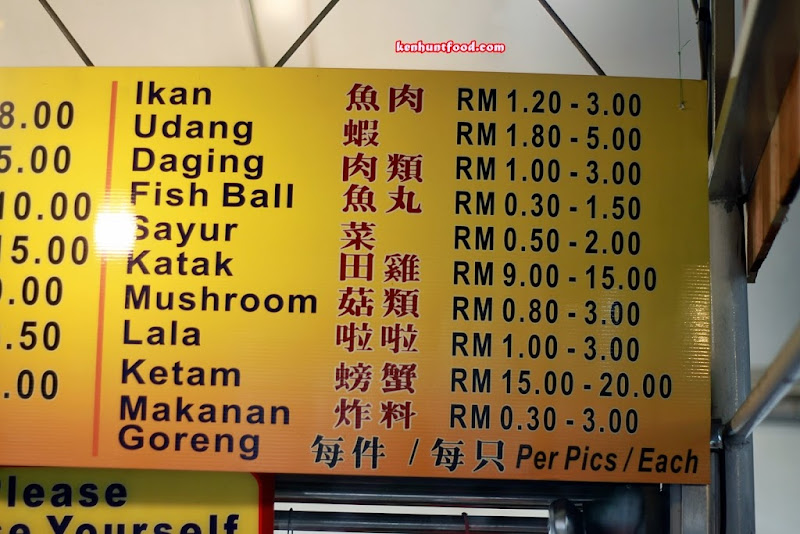 kenhuntfood.com
8.00
5.00
10.00
15.00
.00
.50
.00
Ikan 魚肉 RM 1.20 - 3.00
Udang 蝦 RM 1.80 - 5.00
Daging 肉類 RM 1.00 - 3.00
Fish Ball 魚丸 RM 0.30 - 1.50
Sayur 菜 RM 0.50 - 2.00
Katak 田雞 RM 9.00 - 15.00
Mushroom 菇類 RM 0.80 - 3.00
Lala 啦啦 RM 1.00 - 3.00
Ketam 螃蟹 RM 15.00 - 20.00
Makanan 炸料 RM 0.30 - 3.00
Goreng
每件 / 每只 Per Pics / Each
Please
Yourself